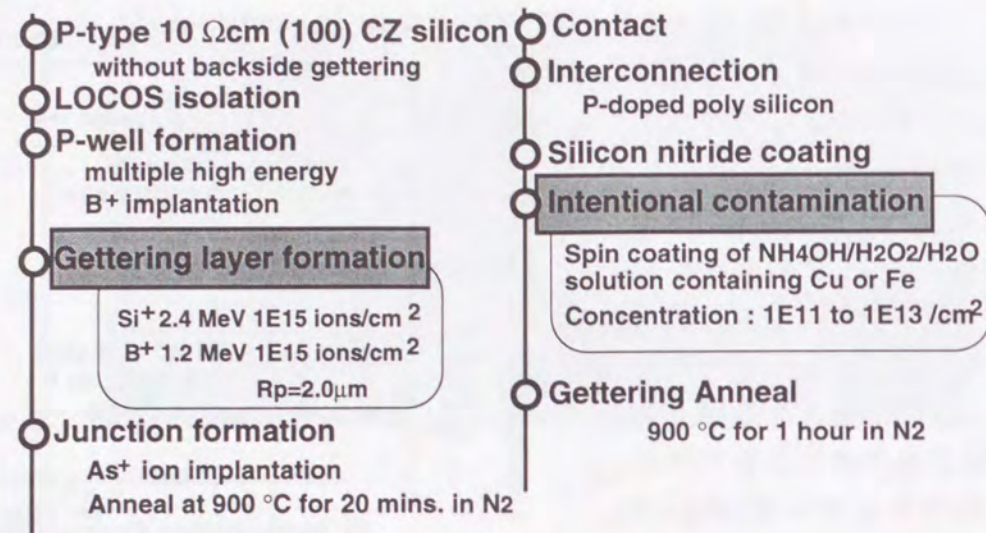 P-type 10 Ωcm (100) CZ silicon
without backside gettering
LOCOS isolation
P-well formation
multiple high energy
B+ implantation
Gettering layer formation
Si+ 2.4 MeV 1E15 ions/cm 2
B+ 1.2 MeV 1E15 ions/cm2
Rp=2.0μm
Junction formation
As+ ion implantation
Anneal at 900 °C for 20 mins. in N2
Contact
Interconnection
P-doped poly silicon
Silicon nitride coating
Intentional contamination
Spin coating of NH4OH/H2O2/H2O
solution containing Cu or Fe
Concentration : 1E11 to 1E13 /cm2
Gettering Anneal
900 °C for 1 hour in N2